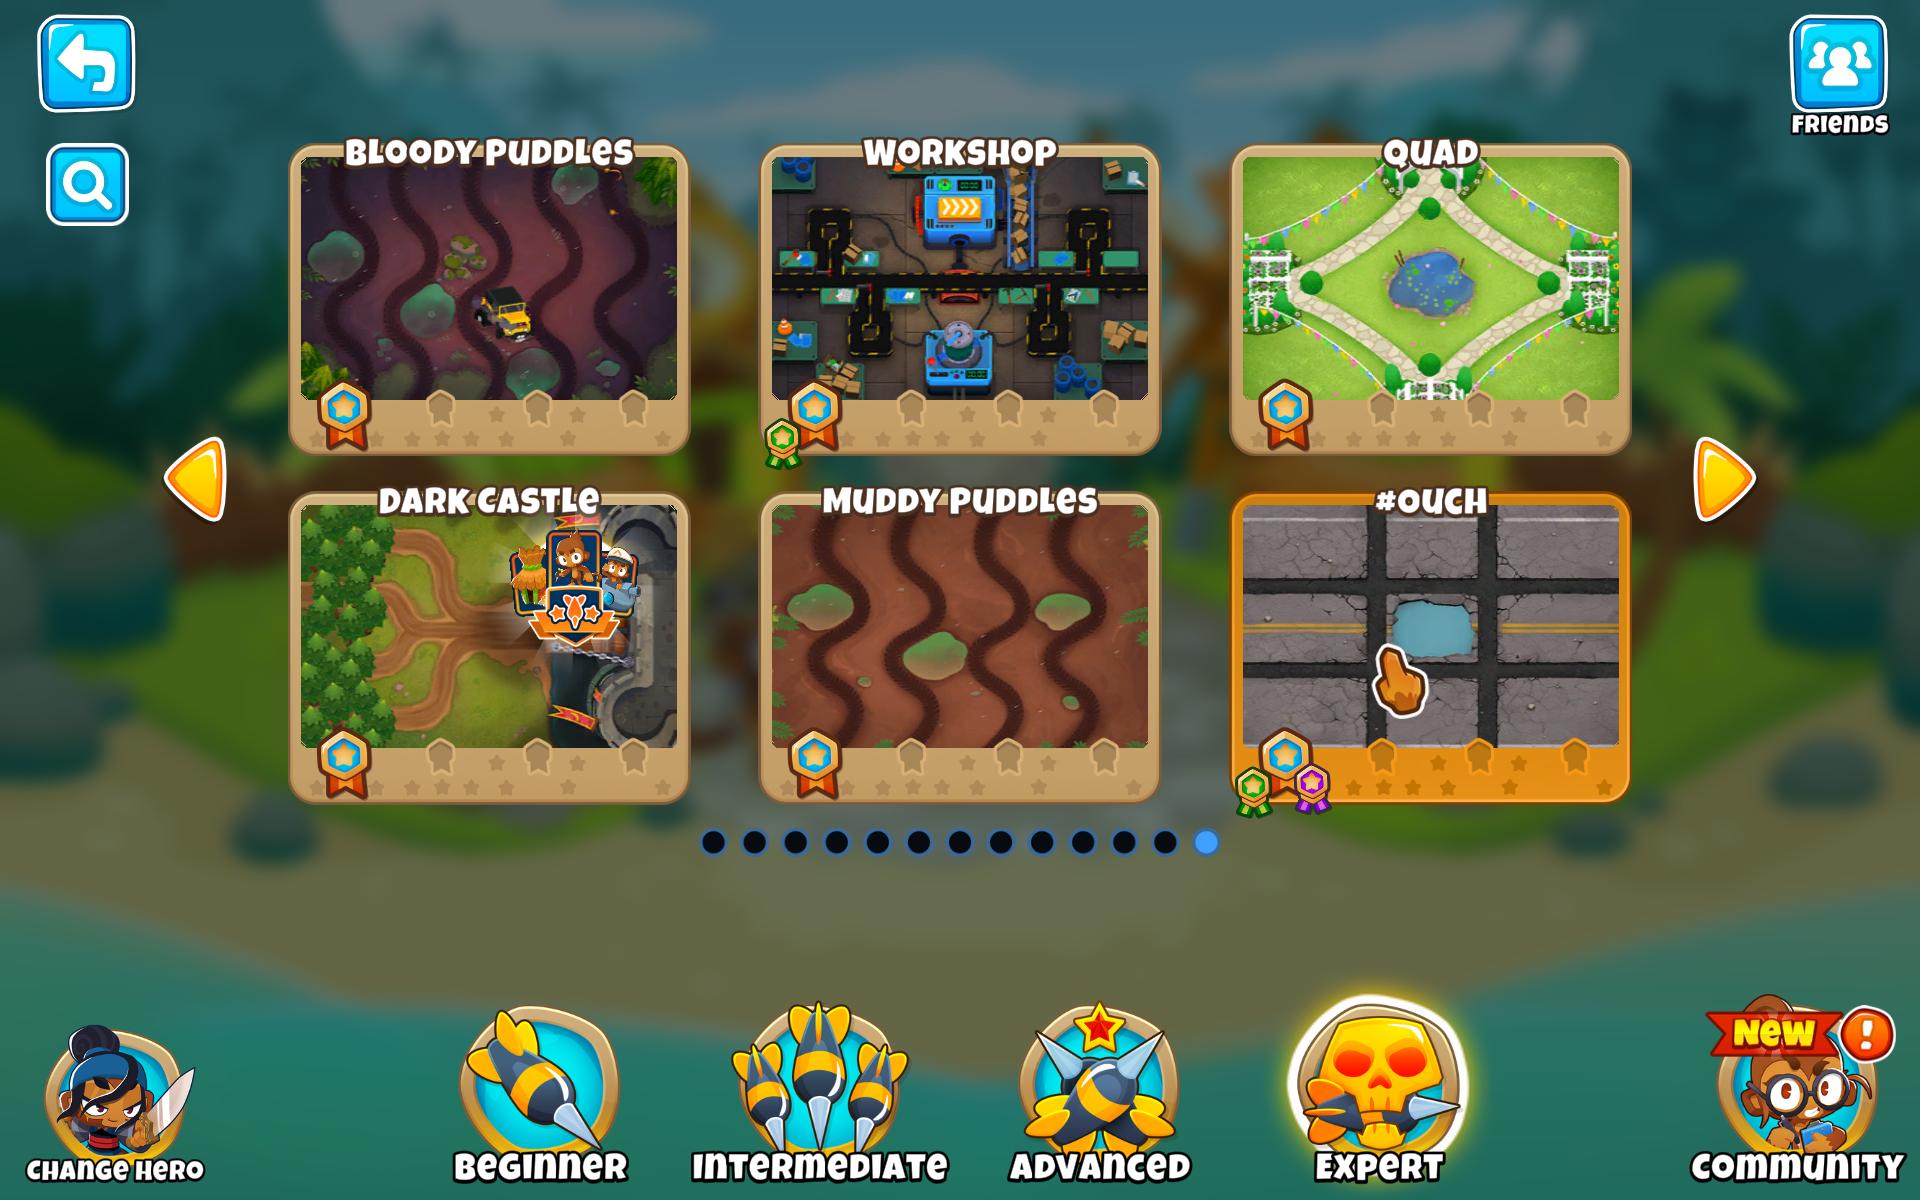 FRIENDS
BLOODY PUDDLES
WORKSHOP
QUAD
DARK CASTLE
MUDDY PUDDLES
#OUCH
NEW
!
CHANGE HERO
BEGINNER
INTERMEDIATE
ADVANCED
EXPERT
COMMUNITY